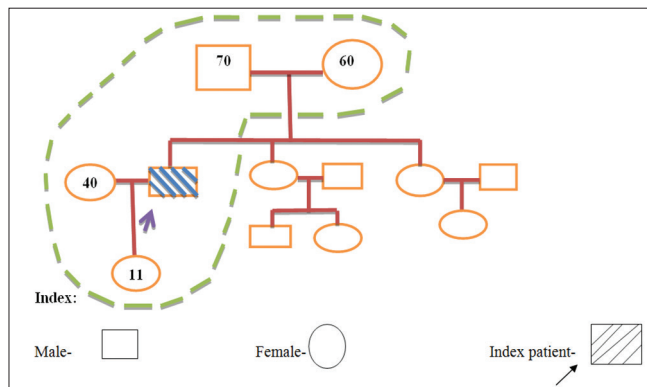 70
60
40
11
Index:
Male-
Female-
Index patient-